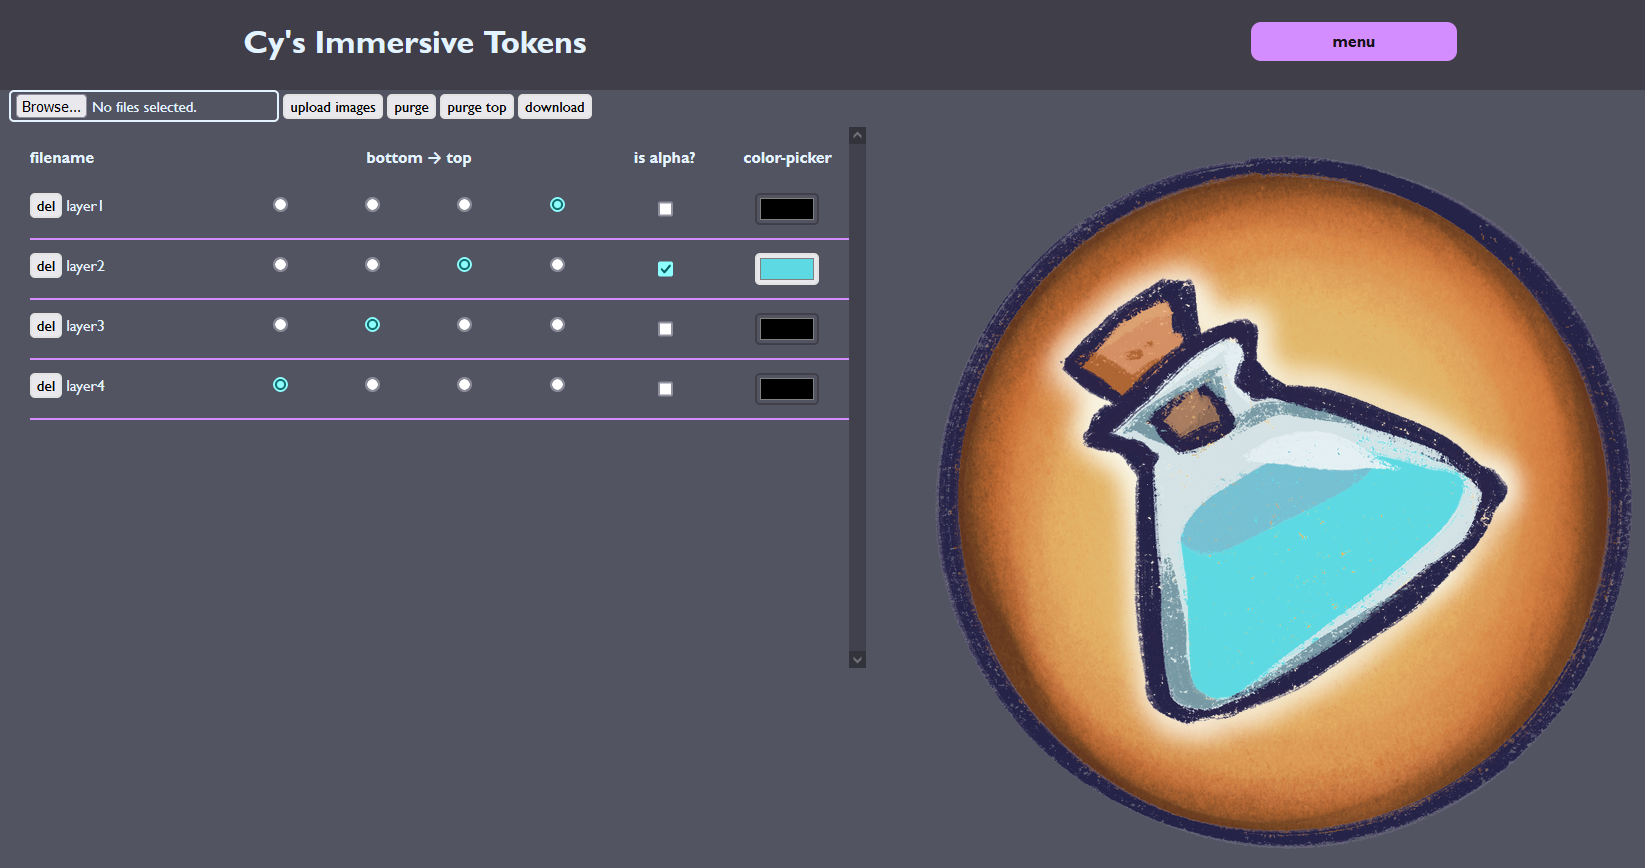 Cy's Immersive Tokens
menu
Browse... No files selected. upload images purge purge top download
filename bottom → top is alpha? color-picker
del layer1
del layer2
del layer3
del layer4